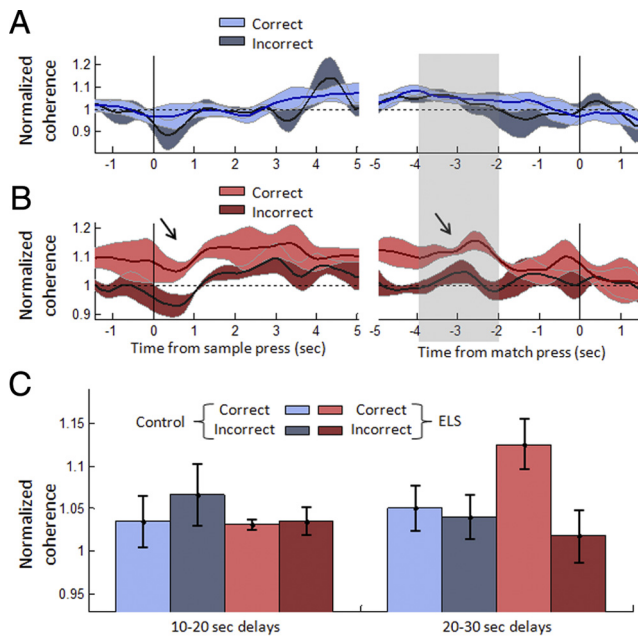 A
Correct
Incorrect
Normalized coherence
1.2
1.1
1
0.9
-1 0 1 2 3 4 5
-5 -4 -3 -2 -1 0 1
B
Correct
Incorrect
Normalized coherence
1.2
1.1
1
0.9
-1 0 1 2 3 4 5
-5 -4 -3 -2 -1 0 1
Time from sample press (sec)
Time from match press (sec)
C
Control
Correct
Correct
ELS
Incorrect
Incorrect
Normalized coherence
1.15
1.1
1.05
1
0.95
10-20 sec delays
20-30 sec delays